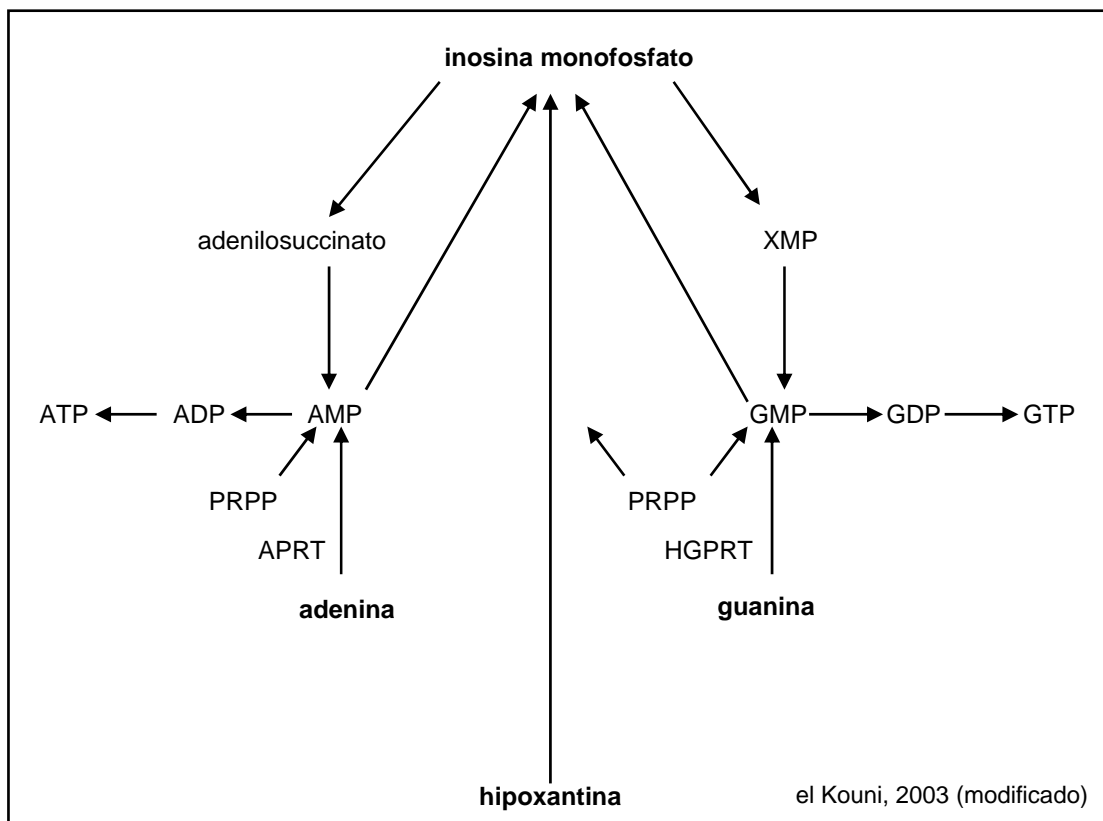 inosina monofosfato
adenilosuccinato XMP
ATP ADP AMP GMP GDP GTP
PRPP PRPP
APRT HGPRT
adenina guanina
hipoxantina el Kouni, 2003 (modificado)